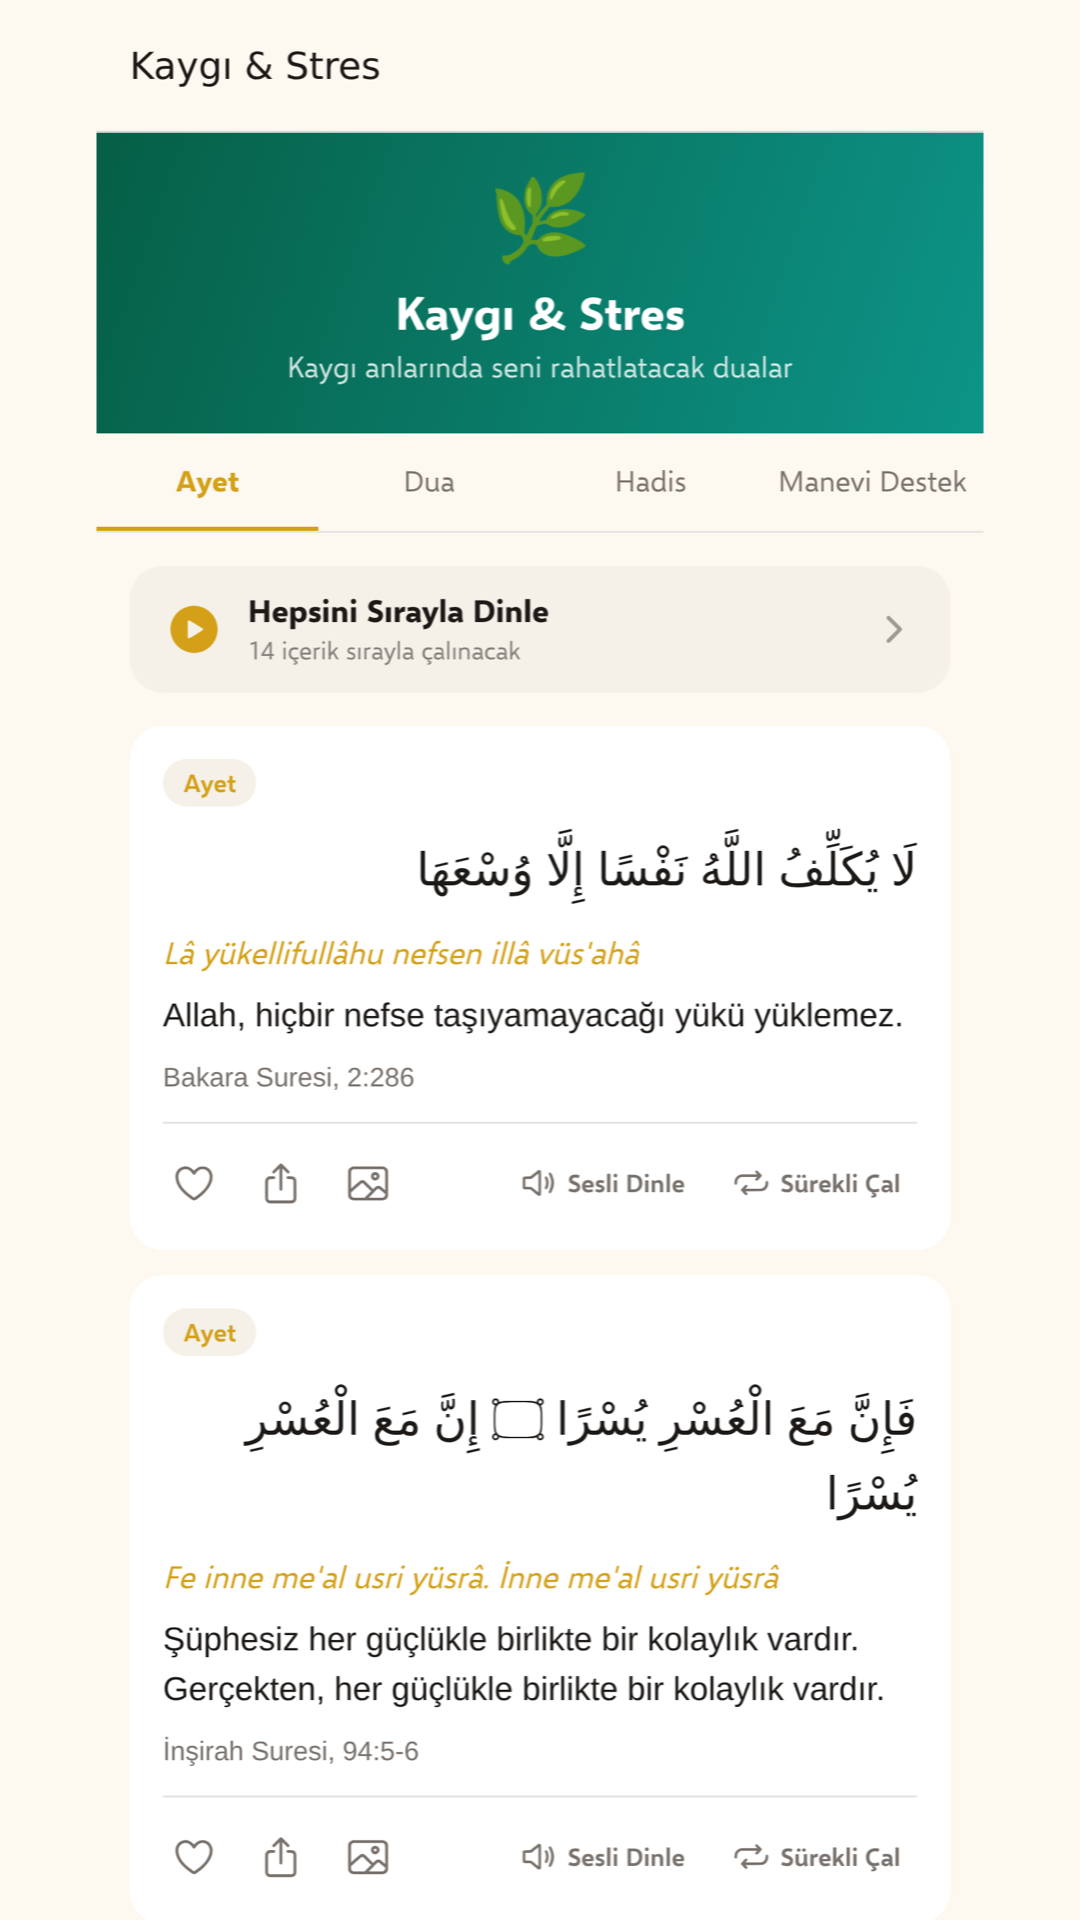 Kaygı & Stres
Kaygı & Stres
Kaygı anlarında seni rahatlatacak dualar
Ayet
Dua
Hadis
Manevi Destek
Hepsini Sırayla Dinle
14 içerik sırayla çalınacak
Ayet
لَا يُكَلِّفُ اللَّهُ نَفْسًا إِلَّا وُسْعَهَا
Lâ yükellifullâhu nefsen illâ vüs'ahâ
Allah, hiçbir nefse taşıyamayacağı yükü yüklemez.
Bakara Suresi, 2:286
Sesli Dinle
Sürekli Çal
Ayet
فَإِنَّ مَعَ الْعُسْرِ يُسْرًا ۝ إِنَّ مَعَ الْعُسْرِ
يُسْرًا
Fe inne me'al usri yüsrâ. İnne me'al usri yüsrâ
Şüphesiz her güçlükle birlikte bir kolaylık vardır.
Gerçekten, her güçlükle birlikte bir kolaylık vardır.
İnşirah Suresi, 94:5-6
Sesli Dinle
Sürekli Çal